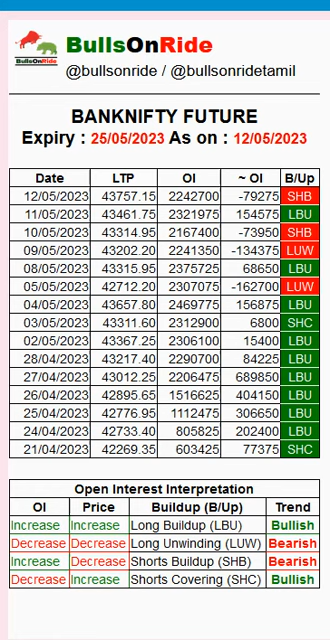 BullsOnRide
BullsOnRide
@bullsonride / @bullsonridetamil
BANKNIFTY FUTURE
Expiry : 25/05/2023 As on : 12/05/2023
Date LTP OI ~ OI B/Up
12/05/2023 43757.15 2242700 -79275 SHB
11/05/2023 43461.75 2321975 154575 LBU
10/05/2023 43314.95 2167400 -73950 SHB
09/05/2023 43202.20 2241350 -134375 LUW
08/05/2023 43315.95 2375725 68650 LBU
05/05/2023 42712.20 2307075 -162700 LUW
04/05/2023 43657.80 2469775 156875 LBU
03/05/2023 43311.60 2312900 6800 SHC
02/05/2023 43367.25 2306100 15400 LBU
28/04/2023 43217.40 2290700 84225 LBU
27/04/2023 43012.25 2206475 689850 LBU
26/04/2023 42895.65 1516625 404150 LBU
25/04/2023 42776.95 1112475 306650 LBU
24/04/2023 42733.40 805825 202400 LBU
21/04/2023 42269.35 603425 77375 SHC
Open Interest Interpretation
OI Price Buildup (B/Up) Trend
Increase Increase Long Buildup (LBU) Bullish
Decrease Decrease Long Unwinding (LUW) Bearish
Increase Decrease Shorts Buildup (SHB) Bearish
Decrease Increase Shorts Covering (SHC) Bullish